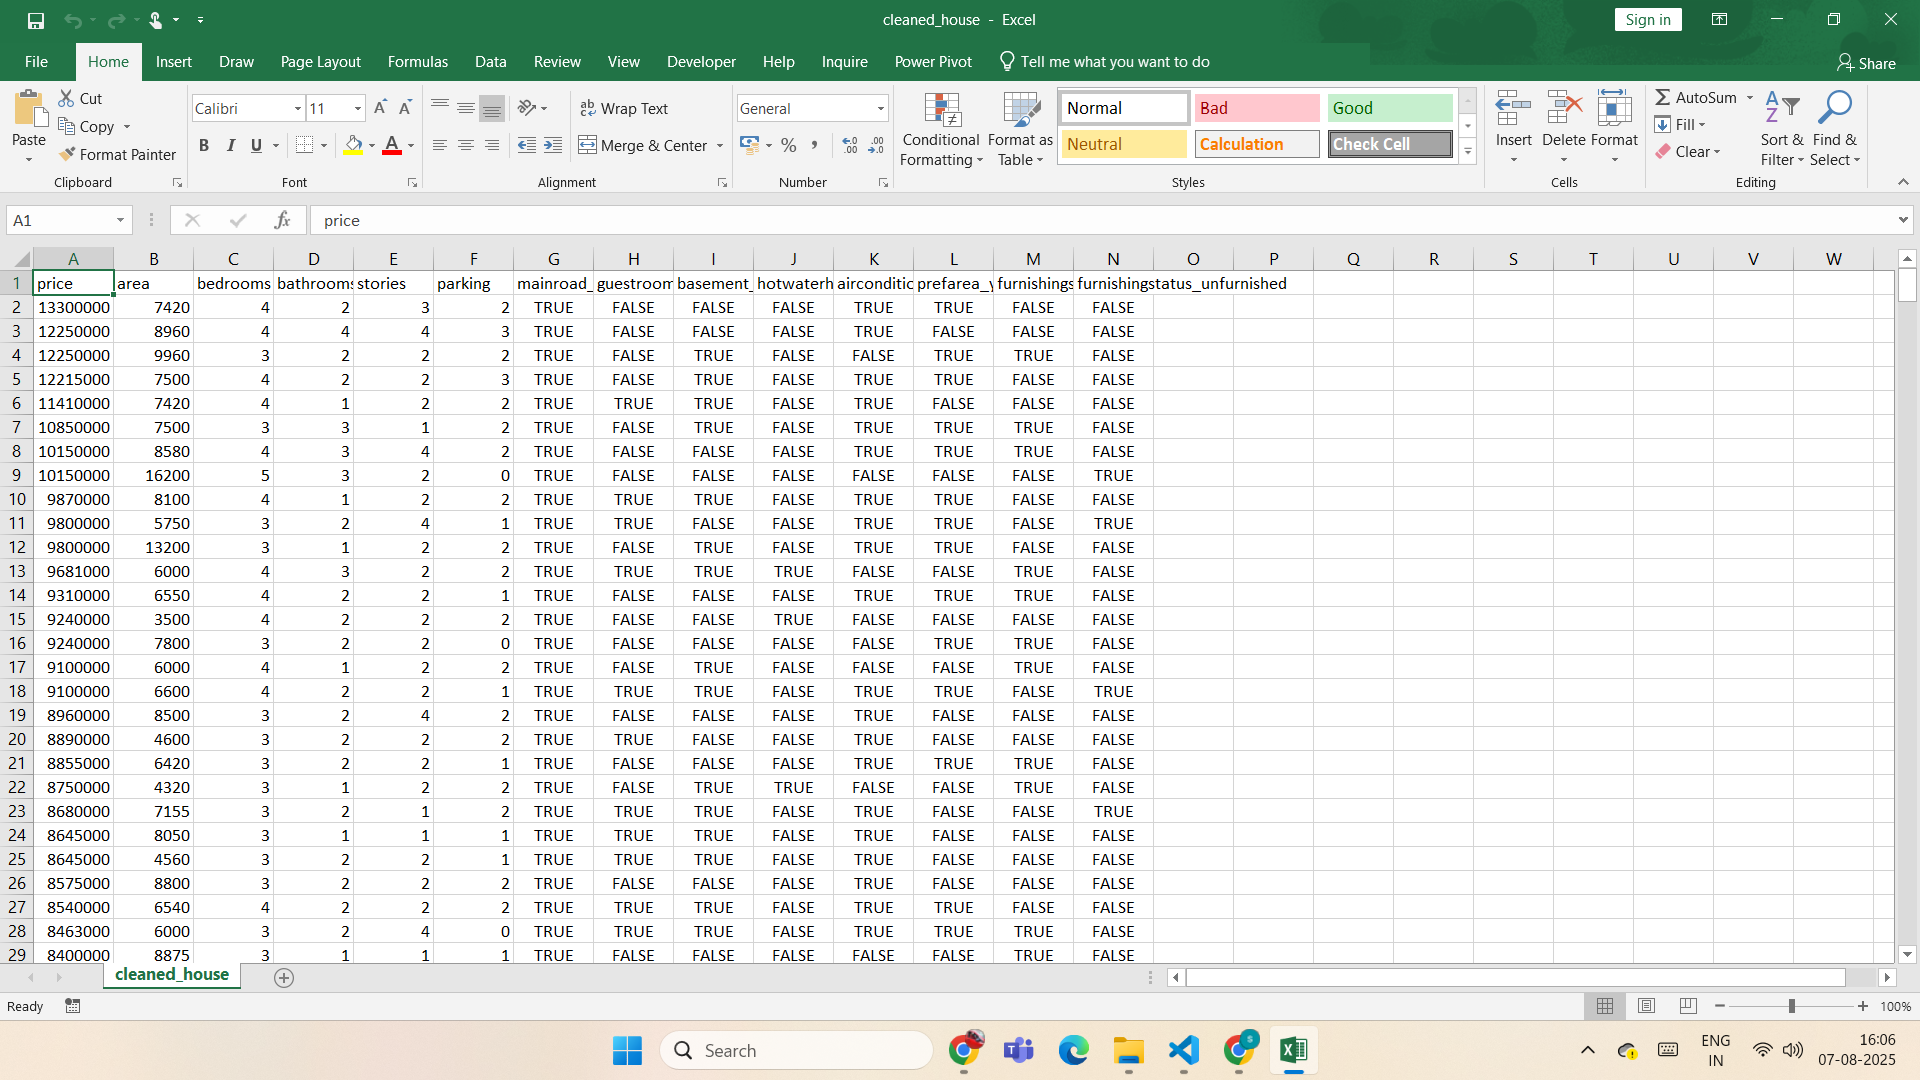 cleaned_house - Excel
Sign in
File Home Insert Draw Page Layout Formulas Data Review View Developer Help Inquire Power Pivot Tell me what you want to do Share
Paste
Cut
Copy
Format Painter
Clipboard
Calibri 11
B I U
Font
Wrap Text
Merge & Center
Alignment
General
Number
Conditional Formatting
Format as Table
Normal Bad Good
Neutral Calculation Check Cell
Styles
Insert Delete Format
Cells
AutoSum
Fill
Clear
Sort & Filter
Find & Select
Editing
A1 fx price
A B C D E F G H I J K L M N O P Q R S T U V W
1 price area bedrooms bathrooms stories parking mainroad_ guestroom basement_ hotwaterh airconditic prefarea_y furnishings furnishingstatus_unfurnished
2 13300000 7420 4 2 3 2 TRUE FALSE FALSE FALSE TRUE TRUE FALSE FALSE
3 12250000 8960 4 4 4 3 TRUE FALSE FALSE FALSE TRUE FALSE FALSE FALSE
4 12250000 9960 3 2 2 2 TRUE FALSE TRUE FALSE FALSE TRUE TRUE FALSE
5 12215000 7500 4 2 2 3 TRUE FALSE TRUE FALSE TRUE TRUE FALSE FALSE
6 11410000 7420 4 1 2 2 TRUE TRUE TRUE FALSE TRUE FALSE FALSE FALSE
7 10850000 7500 3 3 1 2 TRUE FALSE TRUE FALSE TRUE TRUE TRUE FALSE
8 10150000 8580 4 3 4 2 TRUE FALSE FALSE FALSE TRUE TRUE TRUE FALSE
9 10150000 16200 5 3 2 0 TRUE FALSE FALSE FALSE FALSE FALSE FALSE TRUE
10 9870000 8100 4 1 2 2 TRUE TRUE TRUE FALSE TRUE TRUE FALSE FALSE
11 9800000 5750 3 2 4 1 TRUE TRUE FALSE FALSE TRUE TRUE FALSE TRUE
12 9800000 13200 3 1 2 2 TRUE FALSE TRUE FALSE TRUE TRUE FALSE FALSE
13 9681000 6000 4 3 2 2 TRUE TRUE TRUE TRUE FALSE FALSE TRUE FALSE
14 9310000 6550 4 2 2 1 TRUE FALSE FALSE FALSE TRUE TRUE TRUE FALSE
15 9240000 3500 4 2 2 2 TRUE FALSE FALSE TRUE FALSE FALSE FALSE FALSE
16 9240000 7800 3 2 2 0 TRUE FALSE FALSE FALSE FALSE TRUE TRUE FALSE
17 9100000 6000 4 1 2 2 TRUE FALSE TRUE FALSE FALSE FALSE TRUE FALSE
18 9100000 6600 4 2 2 1 TRUE TRUE TRUE FALSE TRUE TRUE FALSE TRUE
19 8960000 8500 3 2 4 2 TRUE FALSE FALSE FALSE TRUE FALSE FALSE FALSE
20 8890000 4600 3 2 2 2 TRUE TRUE FALSE FALSE TRUE FALSE FALSE FALSE
21 8855000 6420 3 2 2 1 TRUE FALSE FALSE FALSE TRUE TRUE TRUE FALSE
22 8750000 4320 3 1 2 2 TRUE FALSE TRUE TRUE FALSE FALSE TRUE FALSE
23 8680000 7155 3 2 1 2 TRUE TRUE TRUE FALSE TRUE FALSE FALSE TRUE
24 8645000 8050 3 1 1 1 TRUE TRUE TRUE FALSE TRUE FALSE FALSE FALSE
25 8645000 4560 3 2 2 1 TRUE TRUE TRUE FALSE TRUE FALSE FALSE FALSE
26 8575000 8800 3 2 2 2 TRUE FALSE FALSE FALSE TRUE FALSE FALSE FALSE
27 8540000 6540 4 2 2 2 TRUE TRUE TRUE FALSE TRUE TRUE FALSE FALSE
28 8463000 6000 3 2 4 0 TRUE TRUE TRUE FALSE TRUE TRUE TRUE FALSE
29 8400000 8875 3 1 1 1 TRUE FALSE FALSE FALSE FALSE FALSE TRUE FALSE
cleaned_house
Ready 100%
Search
ENG
IN
16:06
07-08-2025